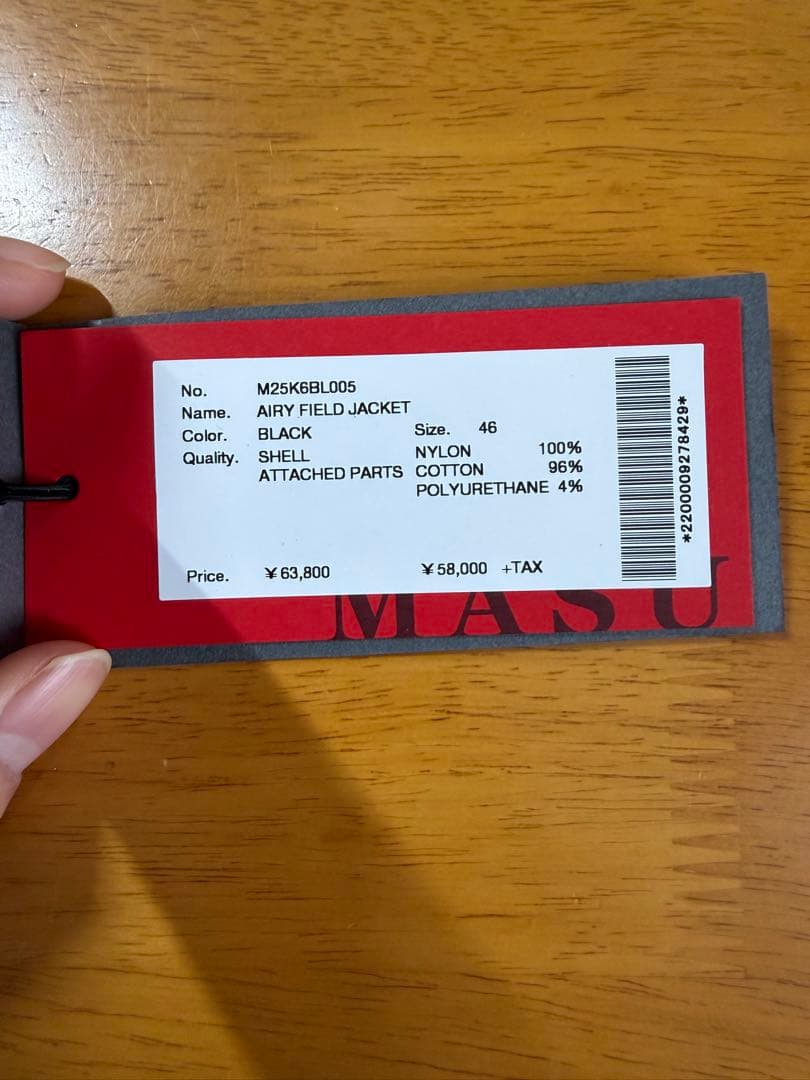 No. M25K6BL005
Name. AIRY FIELD JACKET
Color. BLACK Size. 46
Quality. SHELL NYLON 100%
ATTACHED PARTS COTTON 96%
POLYURETHANE 4%
Price. ¥63,800 ¥58,000 +TAX
*2200009278429*
MASU